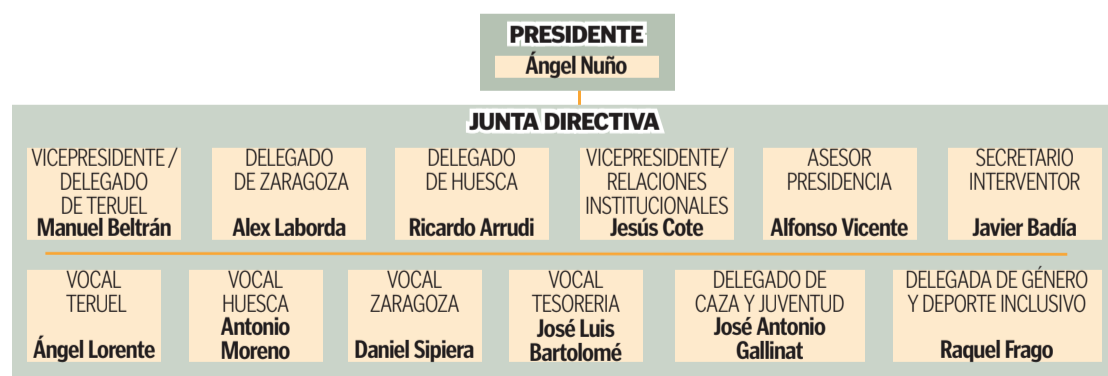 PRESIDENTE
Ángel Nuño
JUNTA DIRECTIVA
VICEPRESIDENTE /
DELEGADO
DE TERUEL
Manuel Beltrán
DELEGADO
DE ZARAGOZA
Alex Laborda
DELEGADO
DE HUESCA
Ricardo Arrudi
VICEPRESIDENTE/
RELACIONES
INSTITUCIONALES
Jesús Cote
ASESOR
PRESIDENCIA
Alfonso Vicente
SECRETARIO
INTERVENTOR
Javier Badía
VOCAL
TERUEL
Ángel Lorente
VOCAL
HUESCA
Antonio
Moreno
VOCAL
ZARAGOZA
Daniel Sipiera
VOCAL
TESORERIA
José Luis
Bartolomé
DELEGADO DE
CAZA Y JUVENTUD
José Antonio
Gallinat
DELEGADA DE GÉNERO
Y DEPORTE INCLUSIVO
Raquel Frago